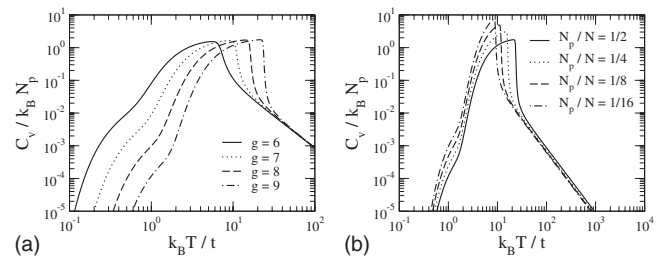 10^1
10^0
10^-1
10^-2
10^-3
10^-4
10^-5
C_v / k_B N_p
g = 6
g = 7
g = 8
g = 9
10^-1 10^0 10^1 10^2
k_B T / t
(a)
10^1
10^0
10^-1
10^-2
10^-3
10^-4
10^-5
C_v / k_B N_p
N_p / N = 1/2
N_p / N = 1/4
N_p / N = 1/8
N_p / N = 1/16
10^-1 10^0 10^1 10^2 10^3 10^4
k_B T / t
(b)